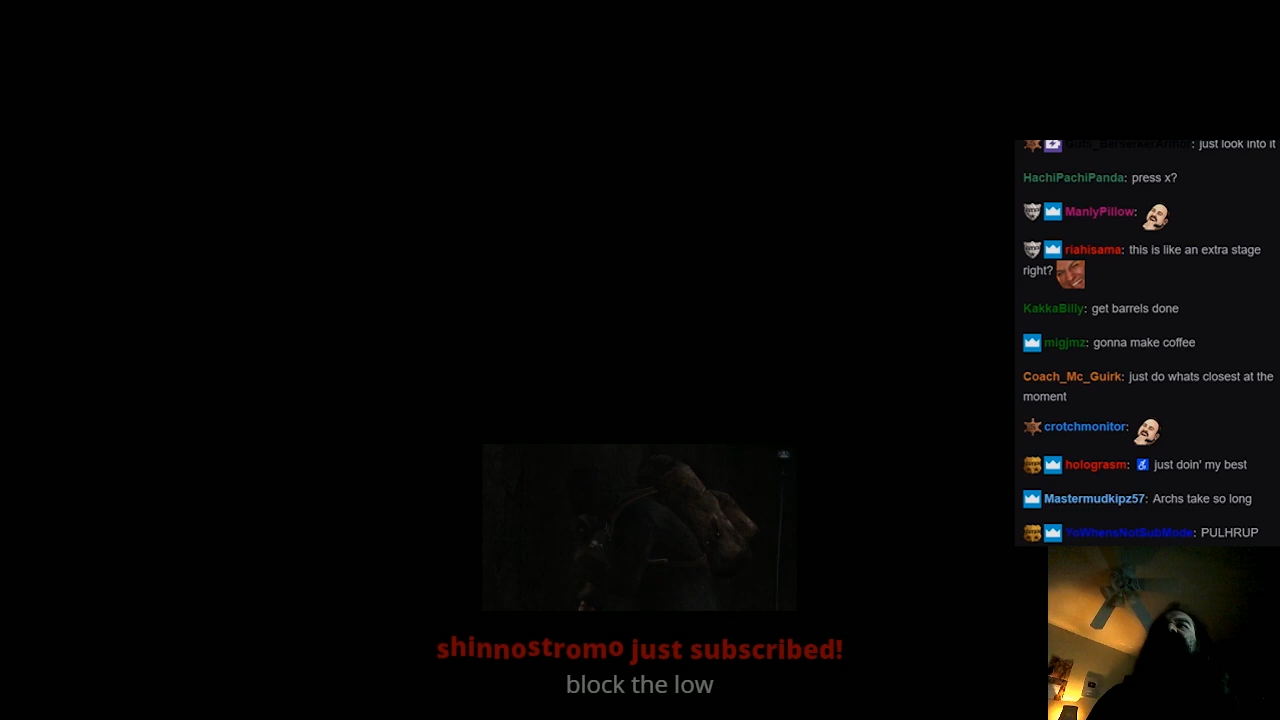 Guts_BerserkerArmor: just look into it
HachiPachiPanda: press x?
ManlyPillow:
riahisama: this is like an extra stage
right?
KakkaBilly: get barrels done
migjmz: gonna make coffee
Coach_Mc_Guirk: just do whats closest at the
moment
crotchmonitor:
holograsm: just doin' my best
Mastermudkipz57: Archs take so long
YoWhensNotSubMode: PULHRUP
shinnostromo just subscribed!
block the low